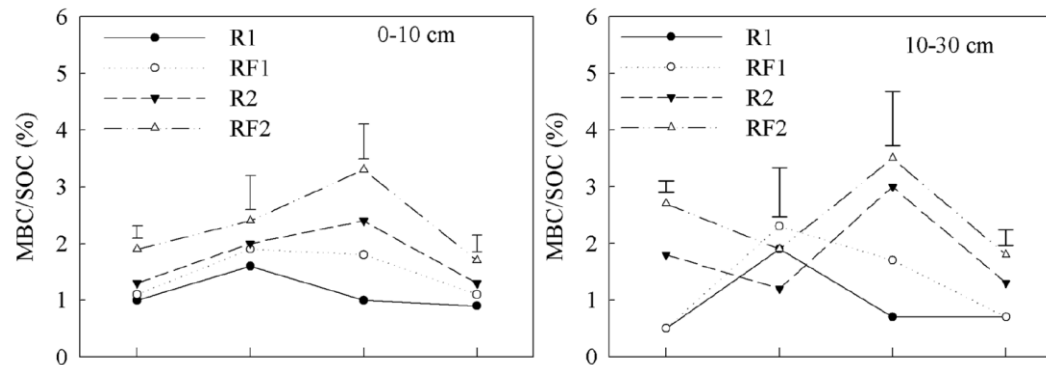 6
5
4
3
2
1
0
MBC/SOC (%)
R1
RF1
R2
RF2
0-10 cm
6
5
4
3
2
1
0
MBC/SOC (%)
R1
RF1
R2
RF2
10-30 cm